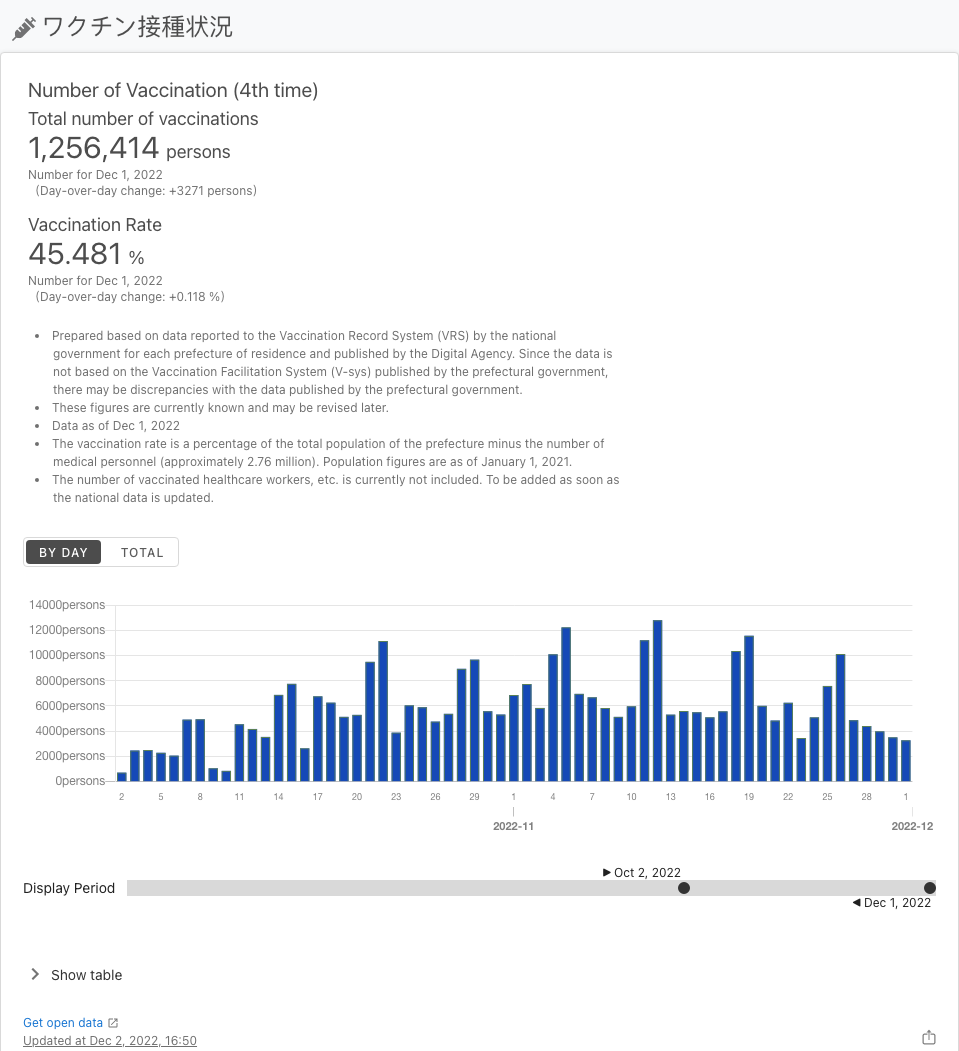 ワクチン接種状況
Number of Vaccination (4th time)
Total number of vaccinations
1,256,414 persons
Number for Dec 1, 2022
(Day-over-day change: +3271 persons)
Vaccination Rate
45.481 %
Number for Dec 1, 2022
(Day-over-day change: +0.118 %)
• Prepared based on data reported to the Vaccination Record System (VRS) by the national
government for each prefecture of residence and published by the Digital Agency. Since the data is
not based on the Vaccination Facilitation System (V-sys) published by the prefectural government,
there may be discrepancies with the data published by the prefectural government.
• These figures are currently known and may be revised later.
• Data as of Dec 1, 2022
• The vaccination rate is a percentage of the total population of the prefecture minus the number of
medical personnel (approximately 2.76 million). Population figures are as of January 1, 2021.
• The number of vaccinated healthcare workers, etc. is currently not included. To be added as soon as
the national data is updated.
BY DAY TOTAL
14000persons
12000persons
10000persons
8000persons
6000persons
4000persons
2000persons
0persons
2 5 8 11 14 17 20 23 26 29 1 4 7 10 13 16 19 22 25 28 1
2022-11 2022-12
Oct 2, 2022
Display Period
Dec 1, 2022
Show table
Get open data
Updated at Dec 2, 2022, 16:50